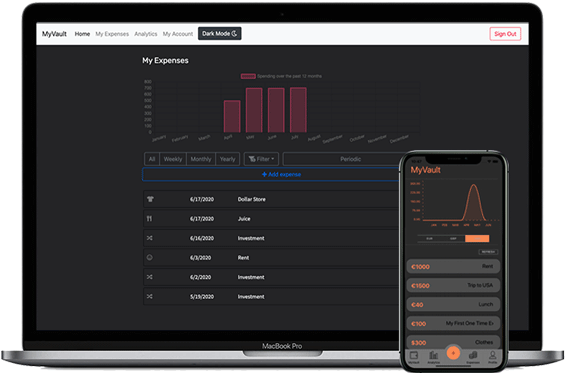 MyVault Home My Expenses Analytics My Account Dark Mode Sign Out
My Expenses
Spending over the past 12 months
800
700
600
500
400
300
200
100
0
January February March April May June July August September October November December
All Weekly Monthly Yearly Filter Periodic
+ Add expense
6/17/2020 Dollar Store
6/17/2020 Juice
6/16/2020 Investment
6/3/2020 Rent
6/2/2020 Investment
5/19/2020 Investment
MacBook Pro
MyVault
REFRESH
€1000 Rent
€1500 Trip to USA
€40 Lunch
€100 My First One Time Ex
$300 Clothes